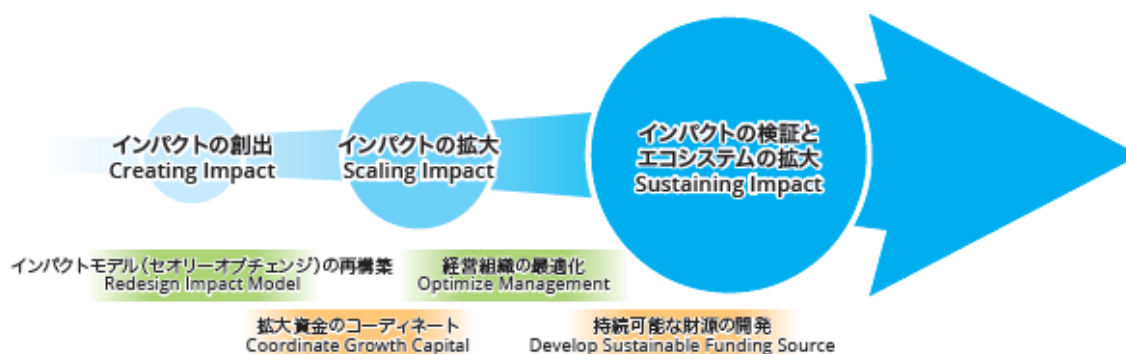 インパクトの創出
Creating Impact
インパクトの拡大
Scaling Impact
インパクトの検証と
エコシステムの拡大
Sustaining Impact
インパクトモデル（セオリーオブチェンジ）の再構築
Redesign Impact Model
経営組織の最適化
Optimize Management
拡大資金のコーディネート
Coordinate Growth Capital
持続可能な財源の開発
Develop Sustainable Funding Source